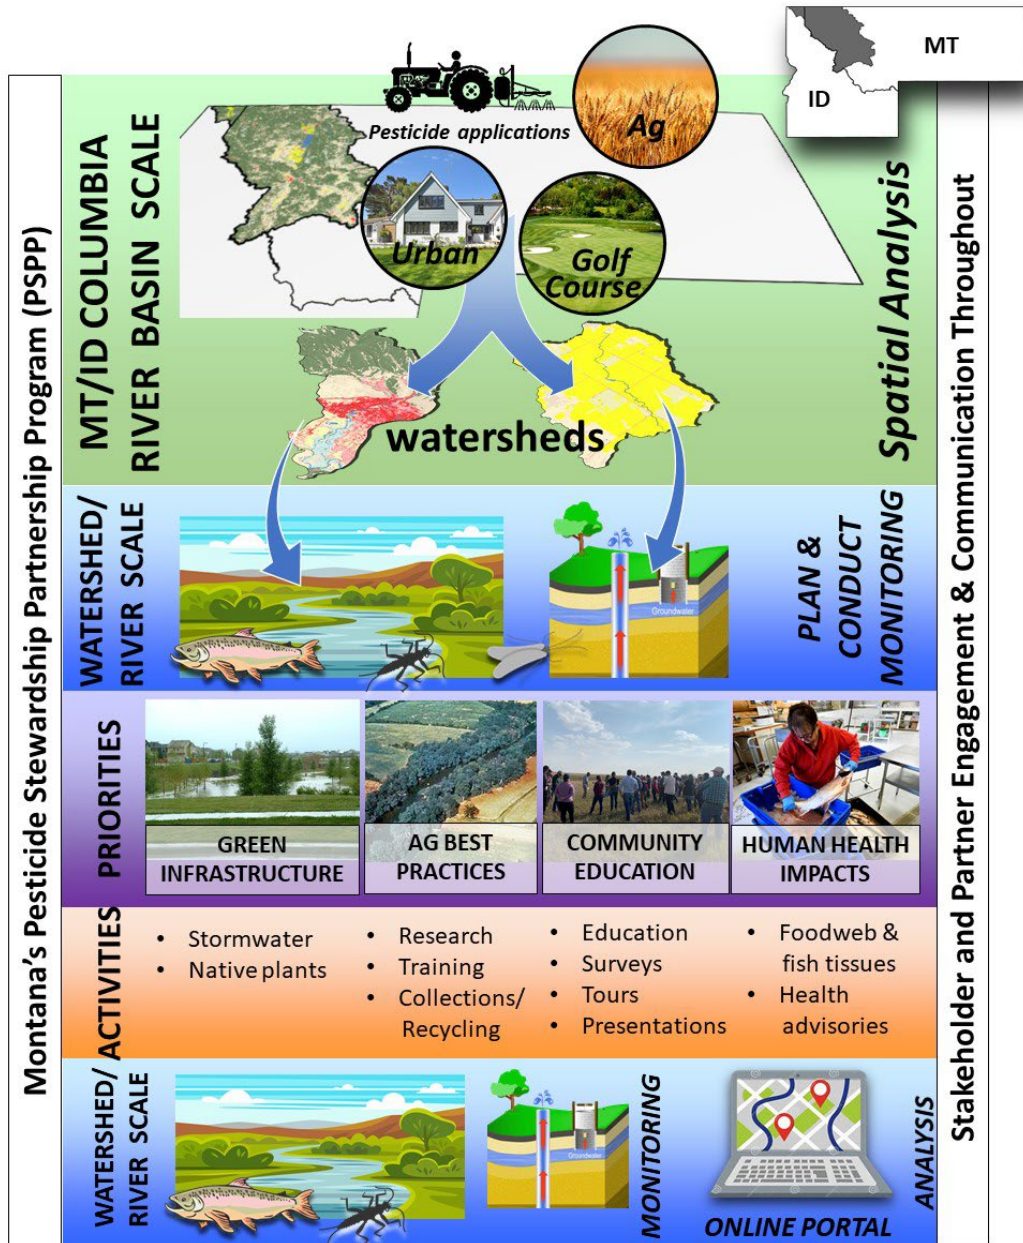 MT
ID
Montana's Pesticide Stewardship Partnership Program (PSPP)
Stakeholder and Partner Engagement & Communication Throughout
MT/ID COLUMBIA
RIVER BASIN SCALE
Pesticide applications
Ag
Urban
Golf
Course
Spatial Analysis
watersheds
WATERSHED/
RIVER SCALE
Groundwater
PLAN &
CONDUCT
MONITORING
PRIORITIES
GREEN
INFRASTRUCTURE
AG BEST
PRACTICES
COMMUNITY
EDUCATION
HUMAN HEALTH
IMPACTS
ACTIVITIES
• Stormwater
• Native plants
• Research
• Training
• Collections/
Recycling
• Education
• Surveys
• Tours
• Presentations
• Foodweb &
fish tissues
• Health
advisories
WATERSHED/
RIVER SCALE
Groundwater
MONITORING
ONLINE PORTAL
ANALYSIS